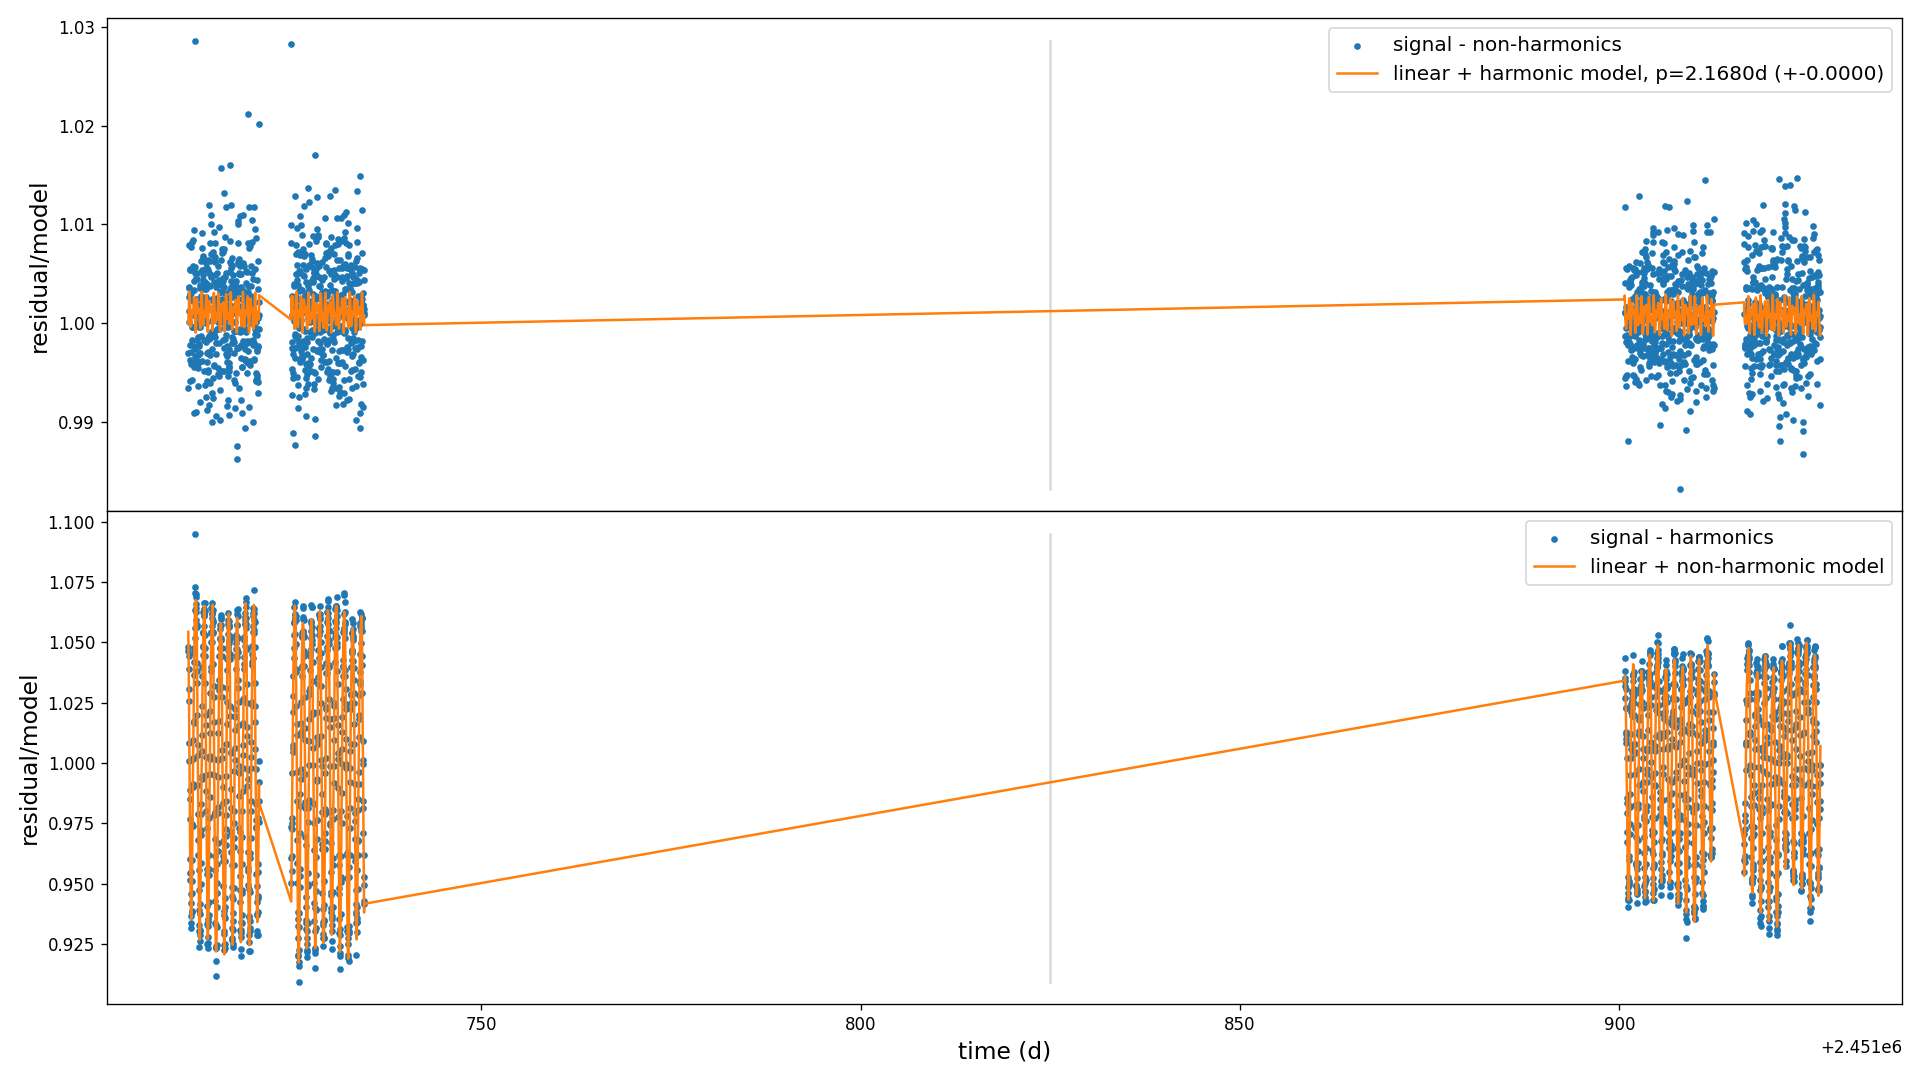 1.03
1.02
1.01
1.00
0.99
residual/model
signal - non-harmonics
linear + harmonic model, p=2.1680d (+-0.0000)
1.100
1.075
1.050
1.025
1.000
0.975
0.950
0.925
residual/model
signal - harmonics
linear + non-harmonic model
750
800
850
900
time (d)
+2.451e6